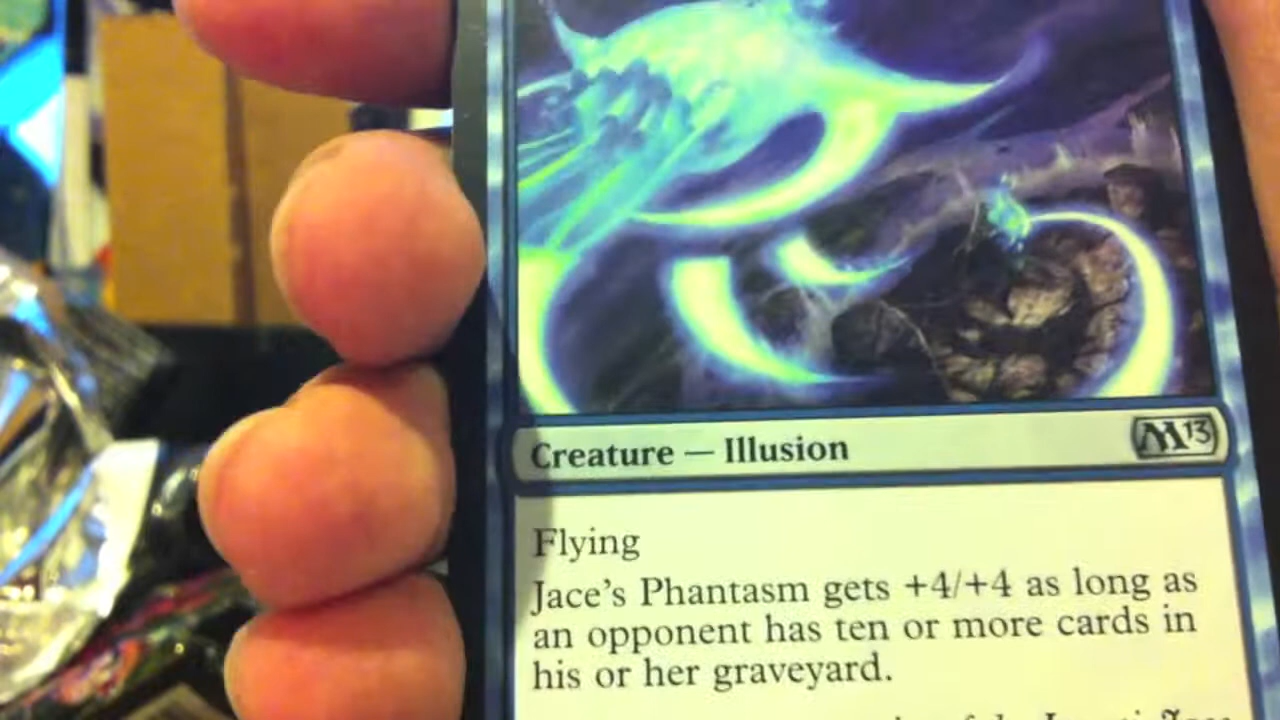 Creature — Illusion M13
Flying
Jace's Phantasm gets +4/+4 as long as
an opponent has ten or more cards in
his or her graveyard.